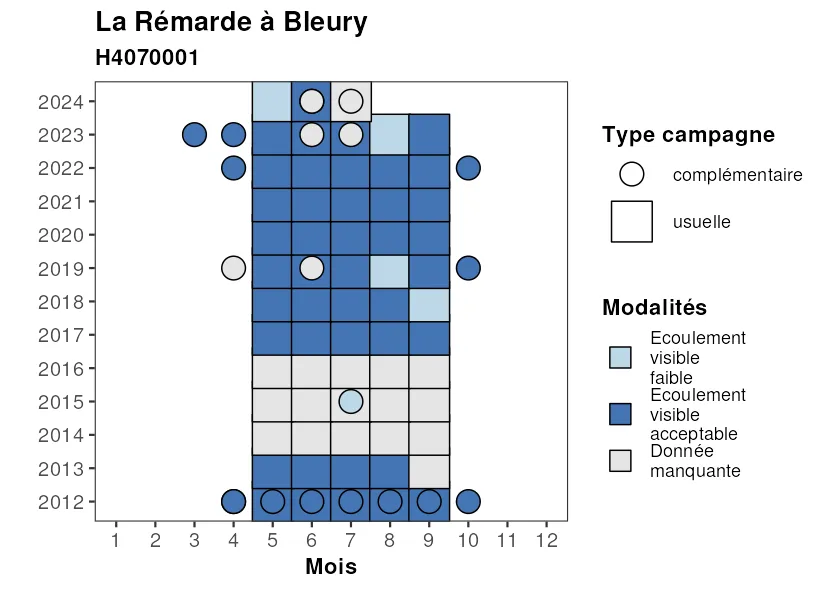 La Rémarde à Bleury
H4070001
2024
2023
2022
2021
2020
2019
2018
2017
2016
2015
2014
2013
2012
1 2 3 4 5 6 7 8 9 10 11 12
Mois
Type campagne
complémentaire
usuelle
Modalités
Ecoulement
visible
faible
Ecoulement
visible
acceptable
Donnée
manquante